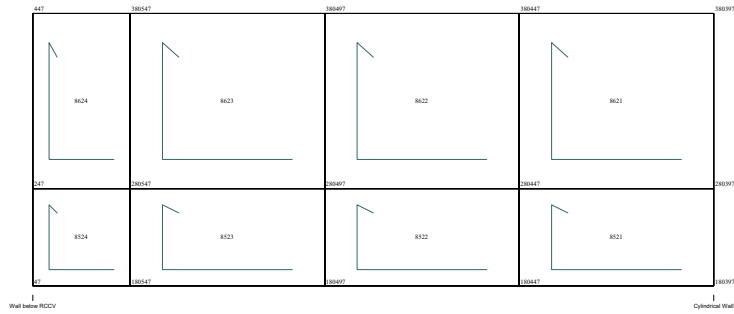 447 380547 380497 380447 380397
8624 8623 8622 8621
247 280547 280497 280447 280397
8524 8523 8522 8521
47 180547 180497 180447 180397
Wall below RCCV Cylindrical Wall